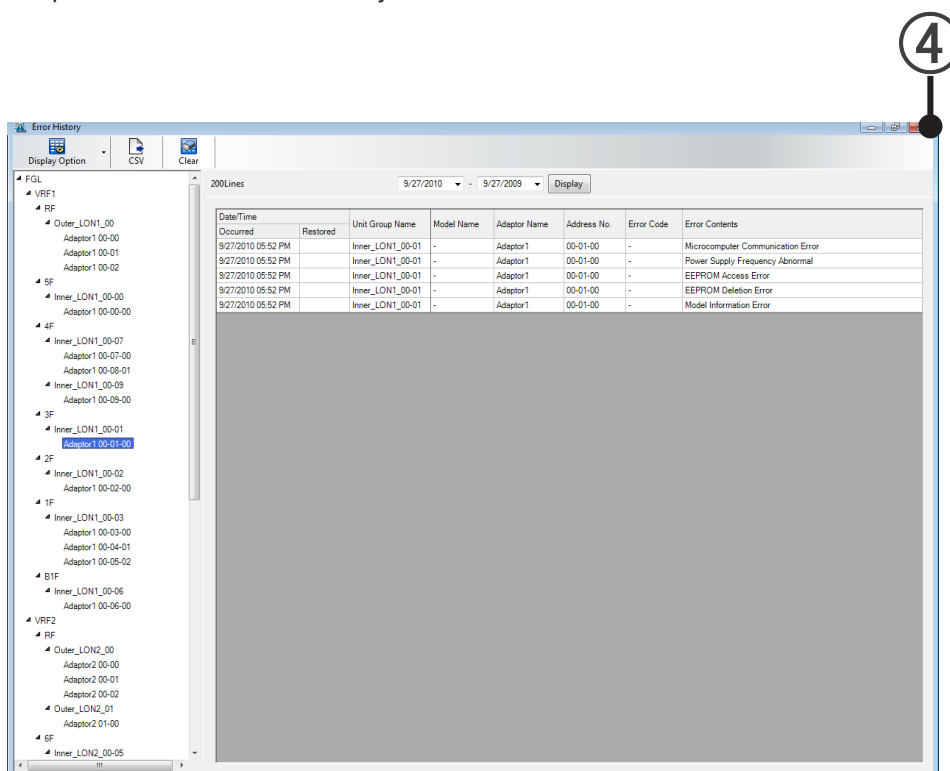 ④
Error History
Display Option CSV Clear
FGL
VRF1
RF
Outer_LON1_00
Adaptor1 00-00
Adaptor1 00-01
Adaptor1 00-02
5F
Inner_LON1_00-00
Adaptor1 00-00-00
4F
Inner_LON1_00-07
Adaptor1 00-07-00
Adaptor1 00-08-01
Inner_LON1_00-09
Adaptor1 00-09-00
3F
Inner_LON1_00-01
Adaptor1 00-01-00
2F
Inner_LON1_00-02
Adaptor1 00-02-00
1F
Inner_LON1_00-03
Adaptor1 00-03-00
Adaptor1 00-04-01
Adaptor1 00-05-02
B1F
Inner_LON1_00-06
Adaptor1 00-06-00
VRF2
RF
Outer_LON2_00
Adaptor2 00-00
Adaptor2 00-01
Adaptor2 00-02
Outer_LON2_01
Adaptor2 01-00
6F
Inner_LON2_00-05
200Lines 9/27/2010 - 9/27/2009 Display
Date/Time Unit Group Name Model Name Adaptor Name Address No. Error Code Error Contents
Occurred Restored
9/27/2010 05:52 PM Inner_LON1_00-01 - Adaptor1 00-01-00 - Microcomputer Communication Error
9/27/2010 05:52 PM Inner_LON1_00-01 - Adaptor1 00-01-00 - Power Supply Frequency Abnormal
9/27/2010 05:52 PM Inner_LON1_00-01 - Adaptor1 00-01-00 - EEPROM Access Error
9/27/2010 05:52 PM Inner_LON1_00-01 - Adaptor1 00-01-00 - EEPROM Deletion Error
9/27/2010 05:52 PM Inner_LON1_00-01 - Adaptor1 00-01-00 - Model Information Error